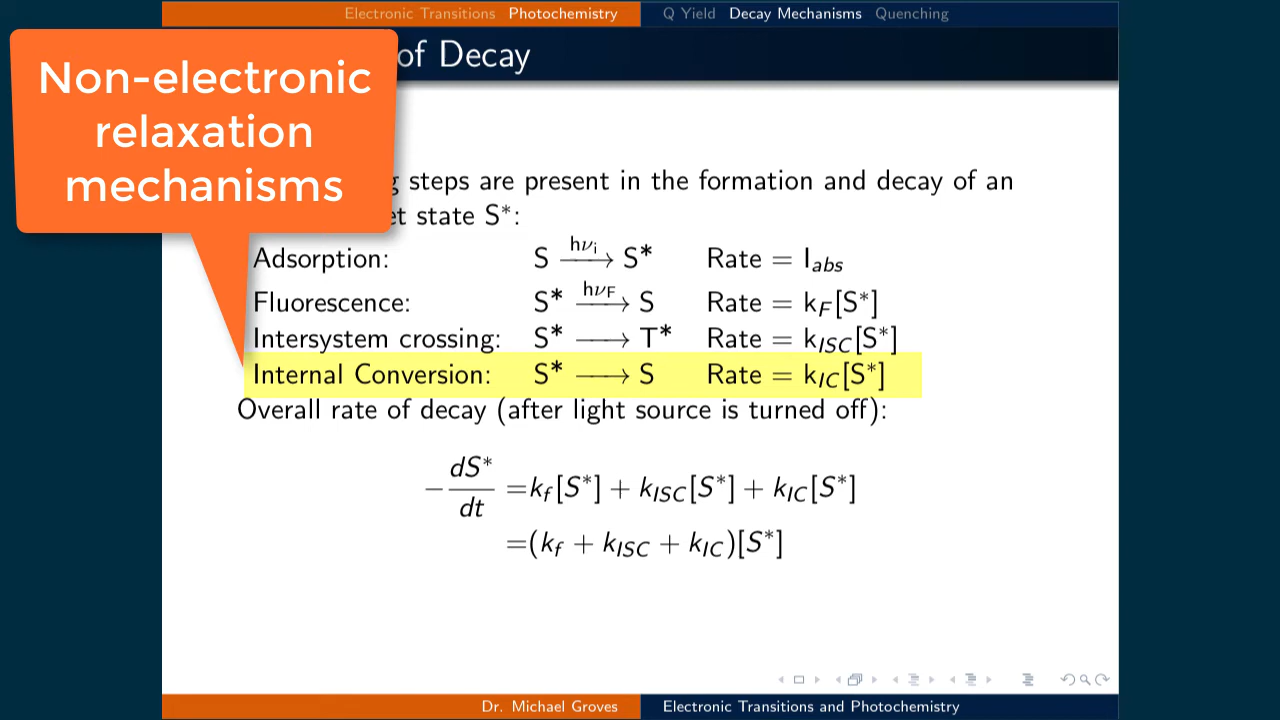 Electronic Transitions Photochemistry Q Yield Decay Mechanisms Quenching
of Decay
Non-electronic
relaxation
mechanisms
steps are present in the formation and decay of an
state S*:
Adsorption: S hνi⟶ S* Rate = Iabs
Fluorescence: S* hνF⟶ S Rate = kF[S*]
Intersystem crossing: S* ⟶ T* Rate = kISC[S*]
Internal Conversion: S* ⟶ S Rate = kIC[S*]
Overall rate of decay (after light source is turned off):
−dS*/dt =kf[S*] + kISC[S*] + kIC[S*]
=(kf + kISC + kIC)[S*]
Dr. Michael Groves Electronic Transitions and Photochemistry